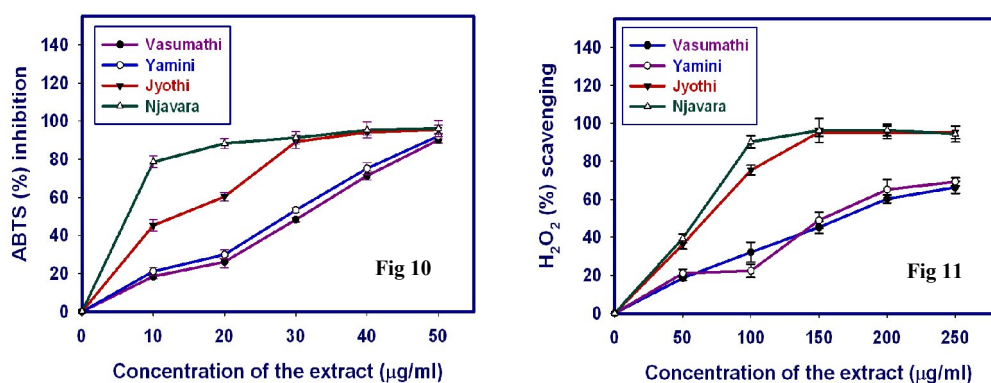 ABTS (%) inhibition
140
120
100
80
60
40
20
0
Vasumathi
Yamini
Jyothi
Njavara
Fig 10
0 10 20 30 40 50
Concentration of the extract (μg/ml)
H₂O₂ (%) scavenging
140
120
100
80
60
40
20
0
Vasumathi
Yamini
Jyothi
Njavara
Fig 11
0 50 100 150 200 250
Concentration of the extract (μg/ml)